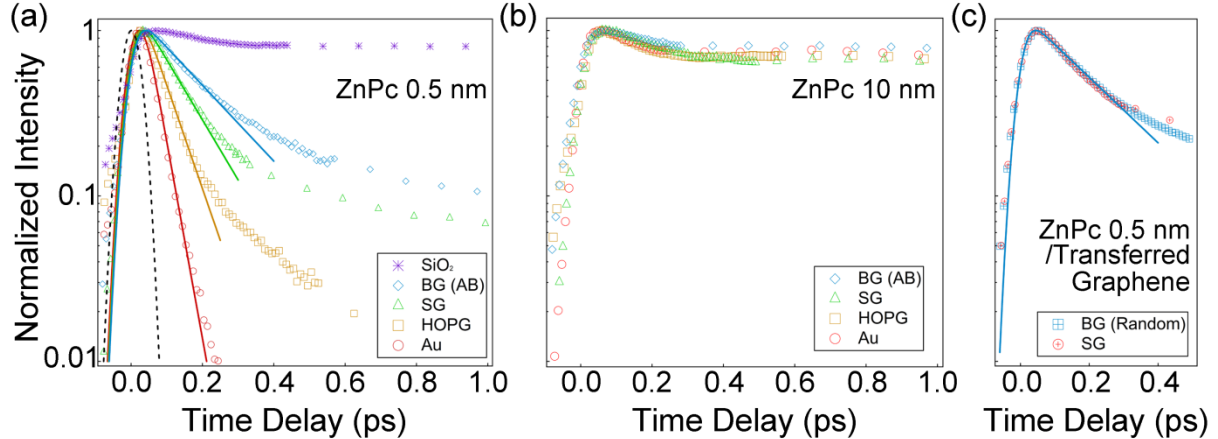 (a)
(b)
(c)
1
0.1
0.01
Normalized Intensity
ZnPc 0.5 nm
SiO₂
BG (AB)
SG
HOPG
Au
0.0 0.2 0.4 0.6 0.8 1.0
Time Delay (ps)
ZnPc 10 nm
BG (AB)
SG
HOPG
Au
0.0 0.2 0.4 0.6 0.8 1.0
Time Delay (ps)
ZnPc 0.5 nm
/Transferred
Graphene
BG (Random)
SG
0.0 0.2 0.4
Time Delay (ps)